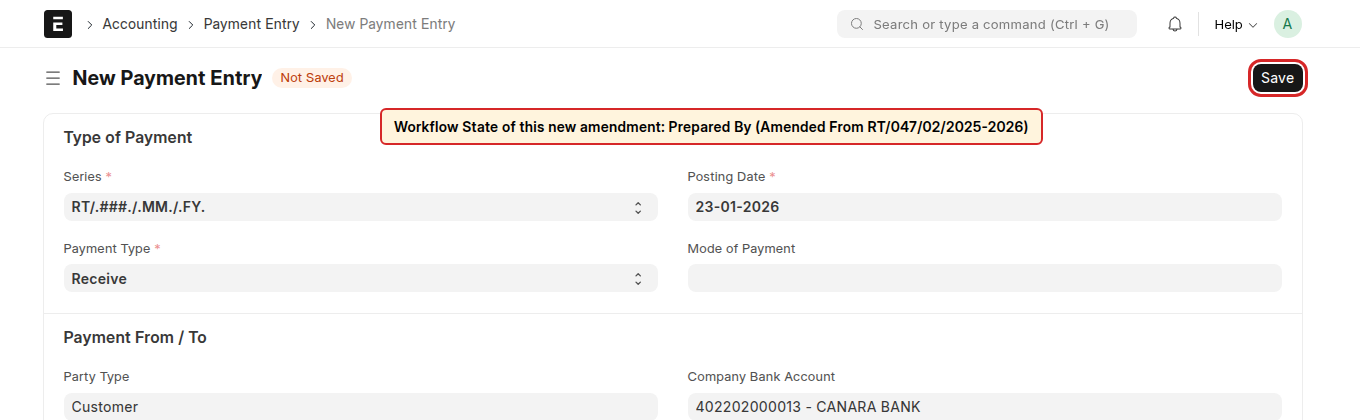 E Accounting Payment Entry New Payment Entry Search or type a command (Ctrl + G) Help A
New Payment Entry Not Saved Save
Workflow State of this new amendment: Prepared By (Amended From RT/047/02/2025-2026)
Type of Payment
Series * Posting Date *
RT/.###./.MM./.FY. 23-01-2026
Payment Type * Mode of Payment
Receive
Payment From / To
Party Type Company Bank Account
Customer 402202000013 - CANARA BANK